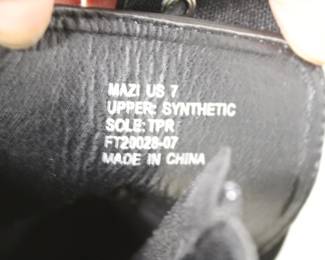 MAZI US 7
UPPER: SYNTHETIC
SOLE: TPR
FT20028-07
MADE IN CHINA